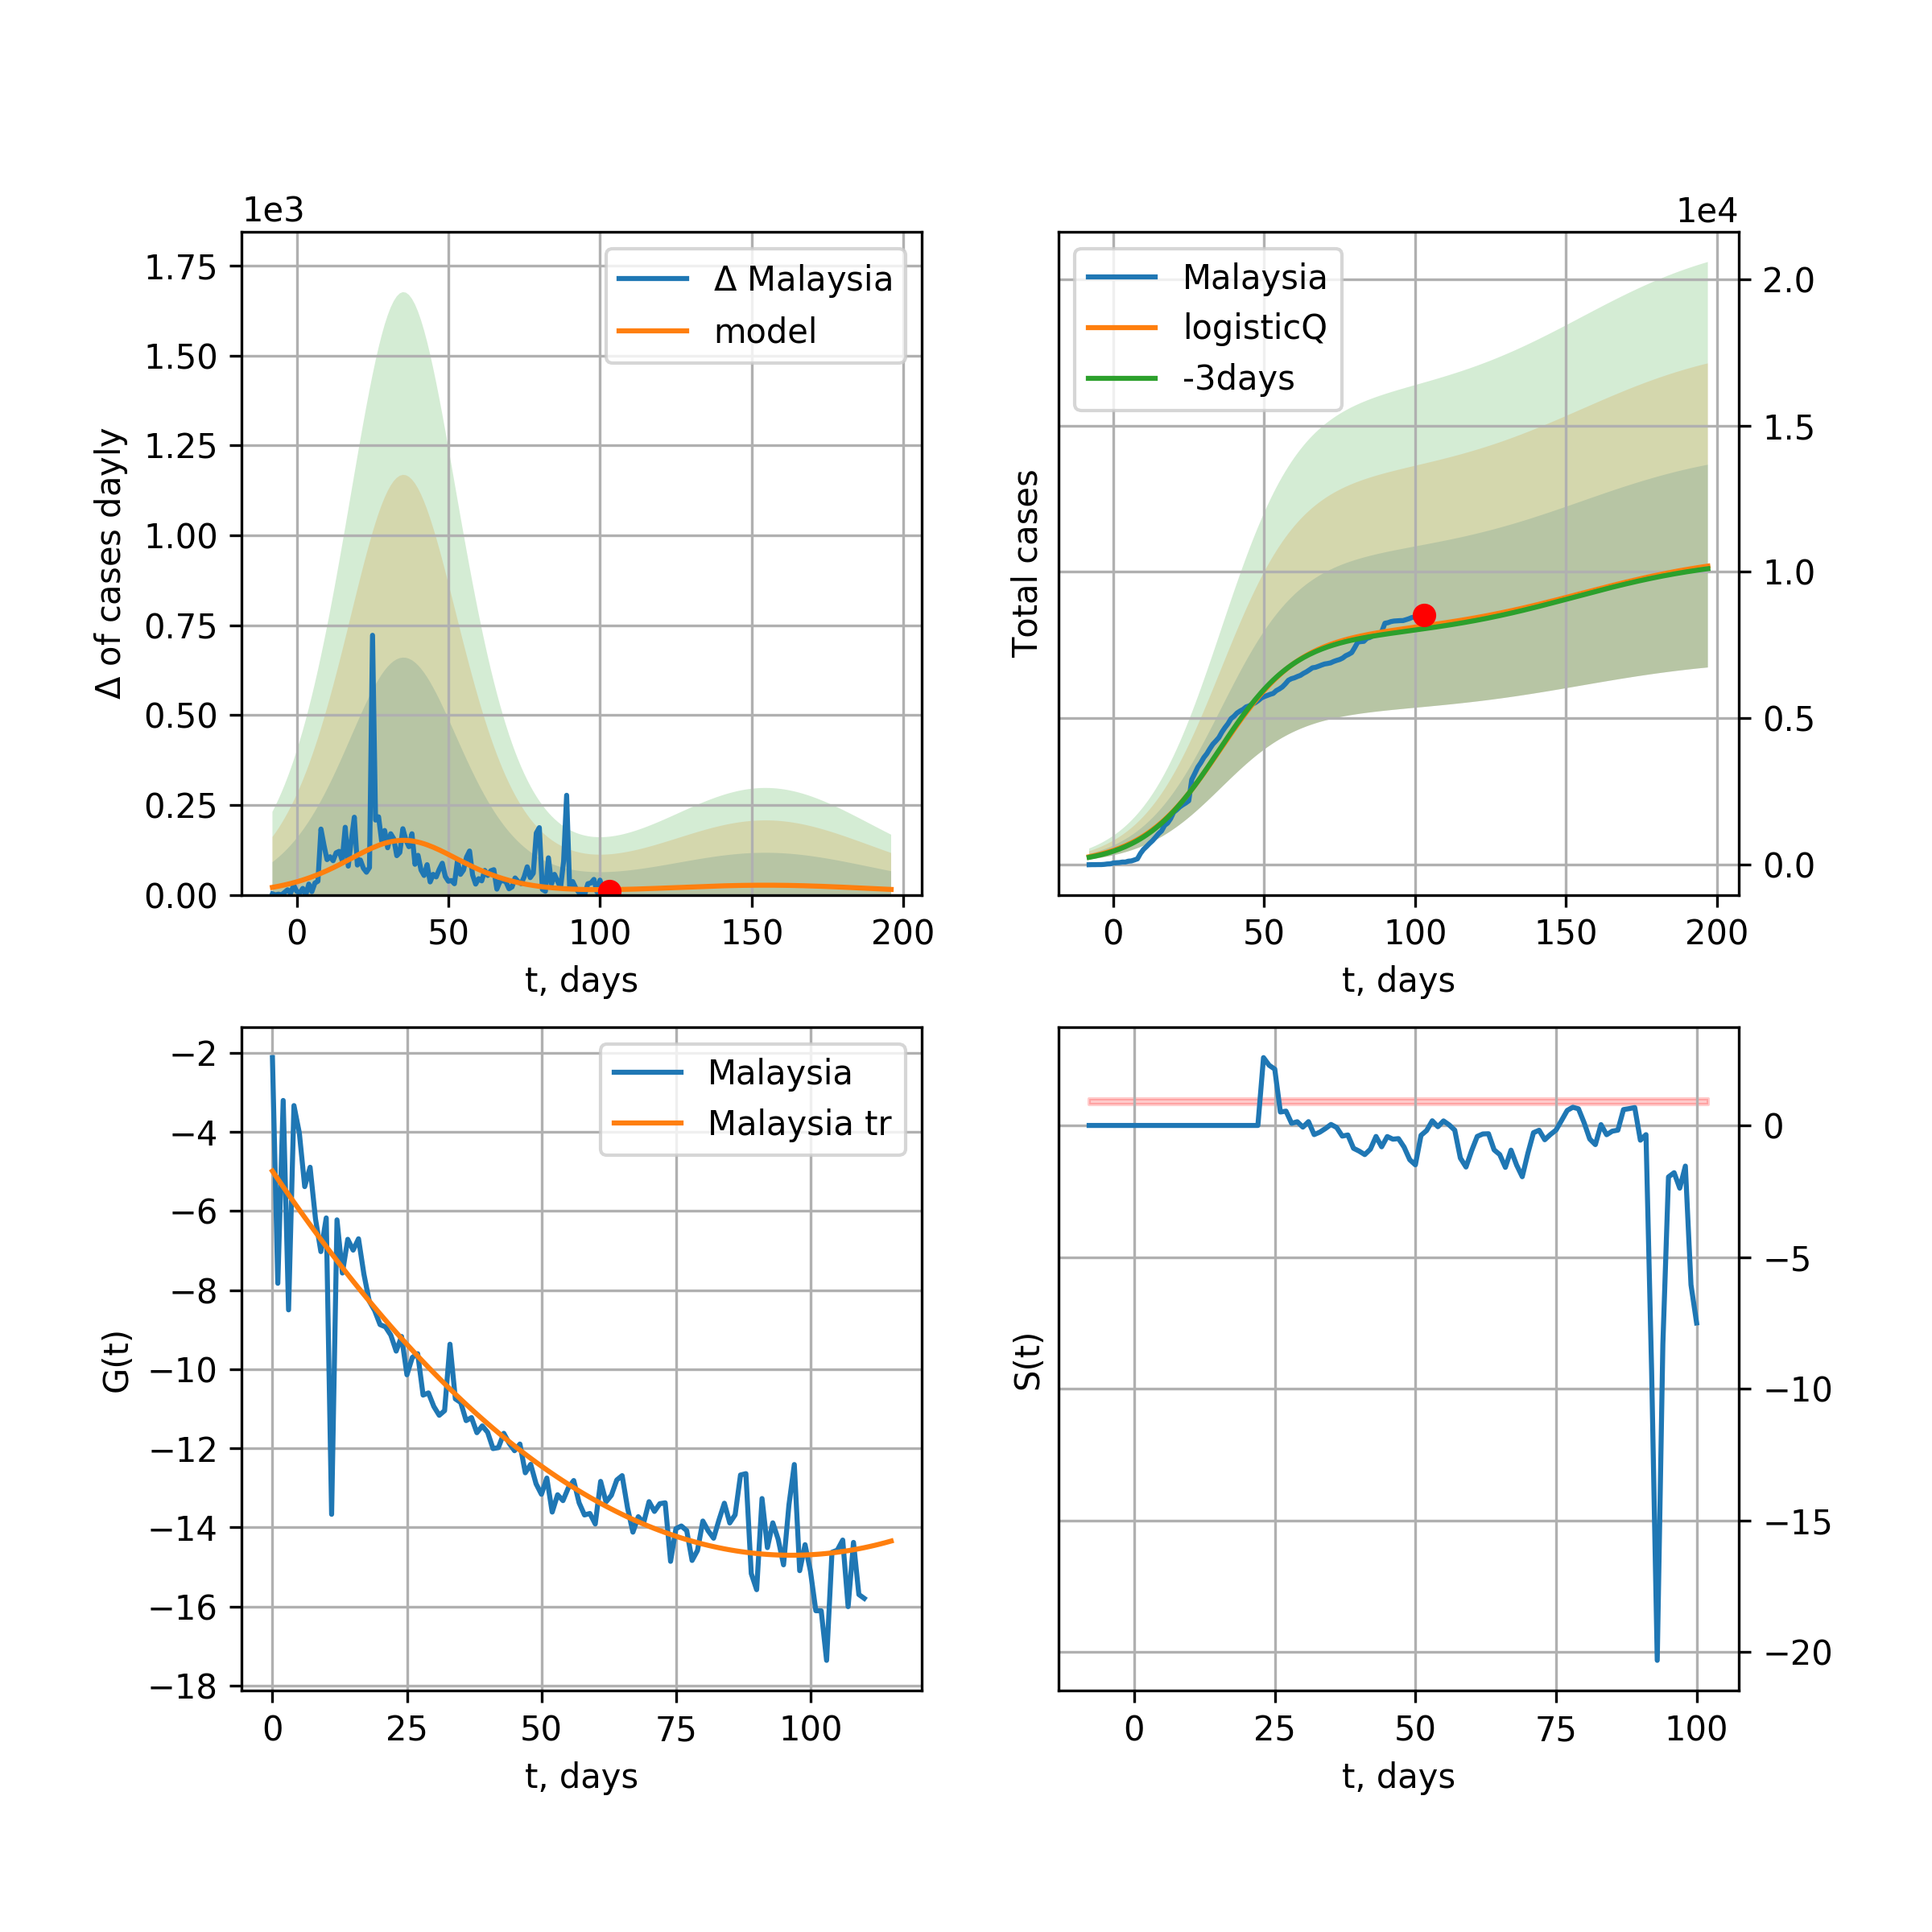 1e3
1.75
1.50
1.25
1.00
0.75
0.50
0.25
0.00
Δ of cases dayly
0 50 100 150 200
t, days
Δ Malaysia
model
1e4
2.0
1.5
1.0
0.5
0.0
Total cases
0 50 100 150 200
t, days
Malaysia
logisticQ
-3days
−2
−4
−6
−8
−10
−12
−14
−16
−18
G(t)
0 25 50 75 100
t, days
Malaysia
Malaysia tr
0
−5
−10
−15
−20
S(t)
0 25 50 75 100
t, days